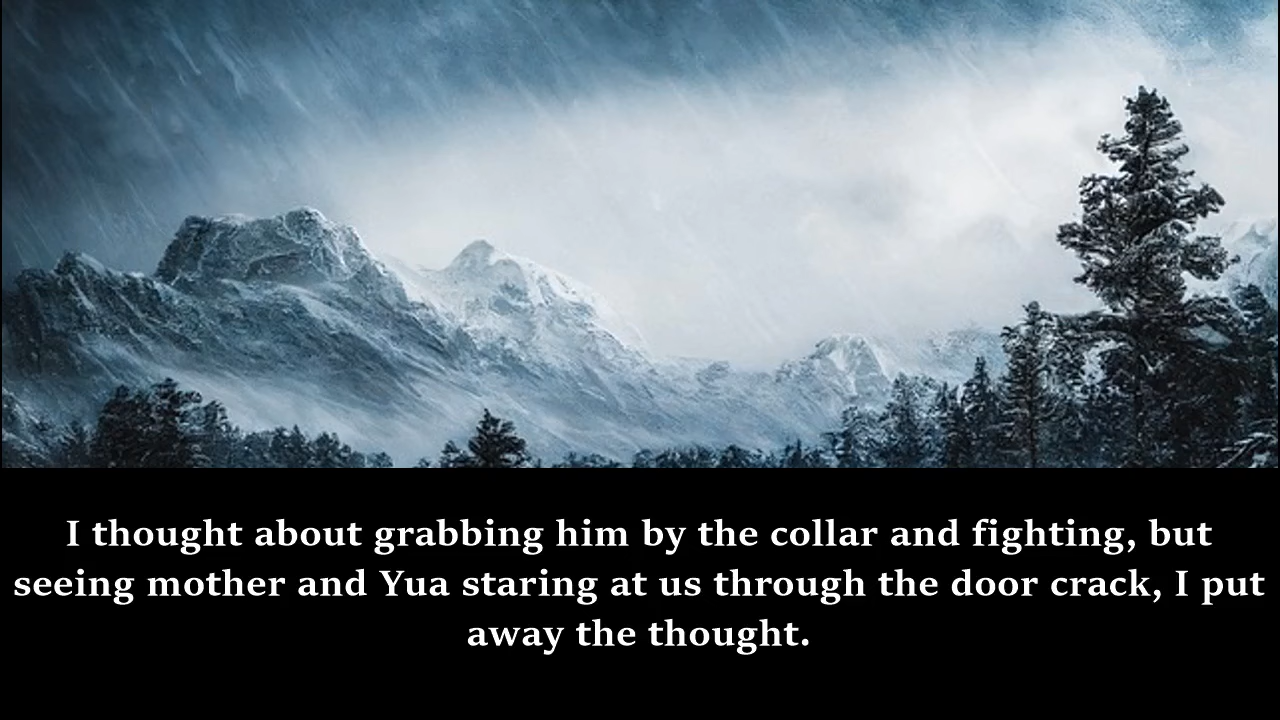 I thought about grabbing him by the collar and fighting, but
seeing mother and Yua staring at us through the door crack, I put
away the thought.